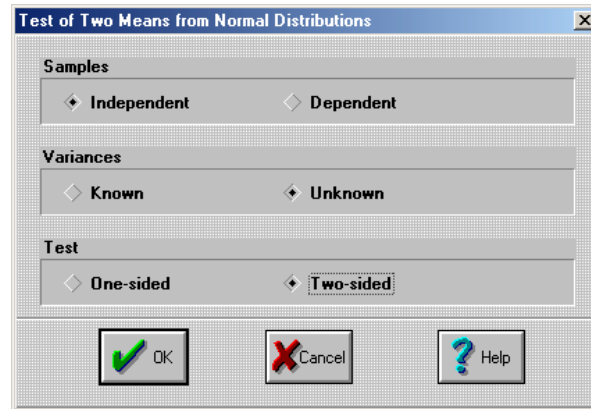 Test of Two Means from Normal Distributions
Samples
Independent Dependent
Variances
Known Unknown
Test
One-sided Two-sided
OK Cancel Help